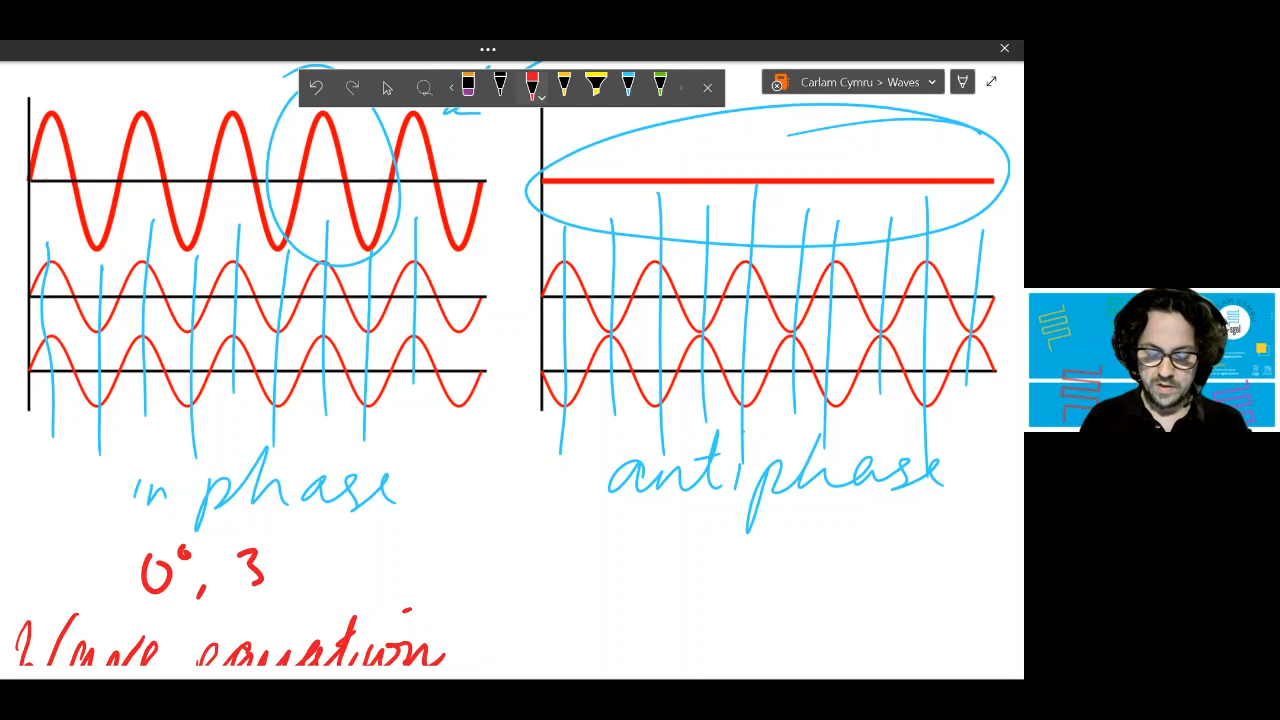 Carlam Cymru > Waves
in phase
antiphase
0°, 3
Wave equation